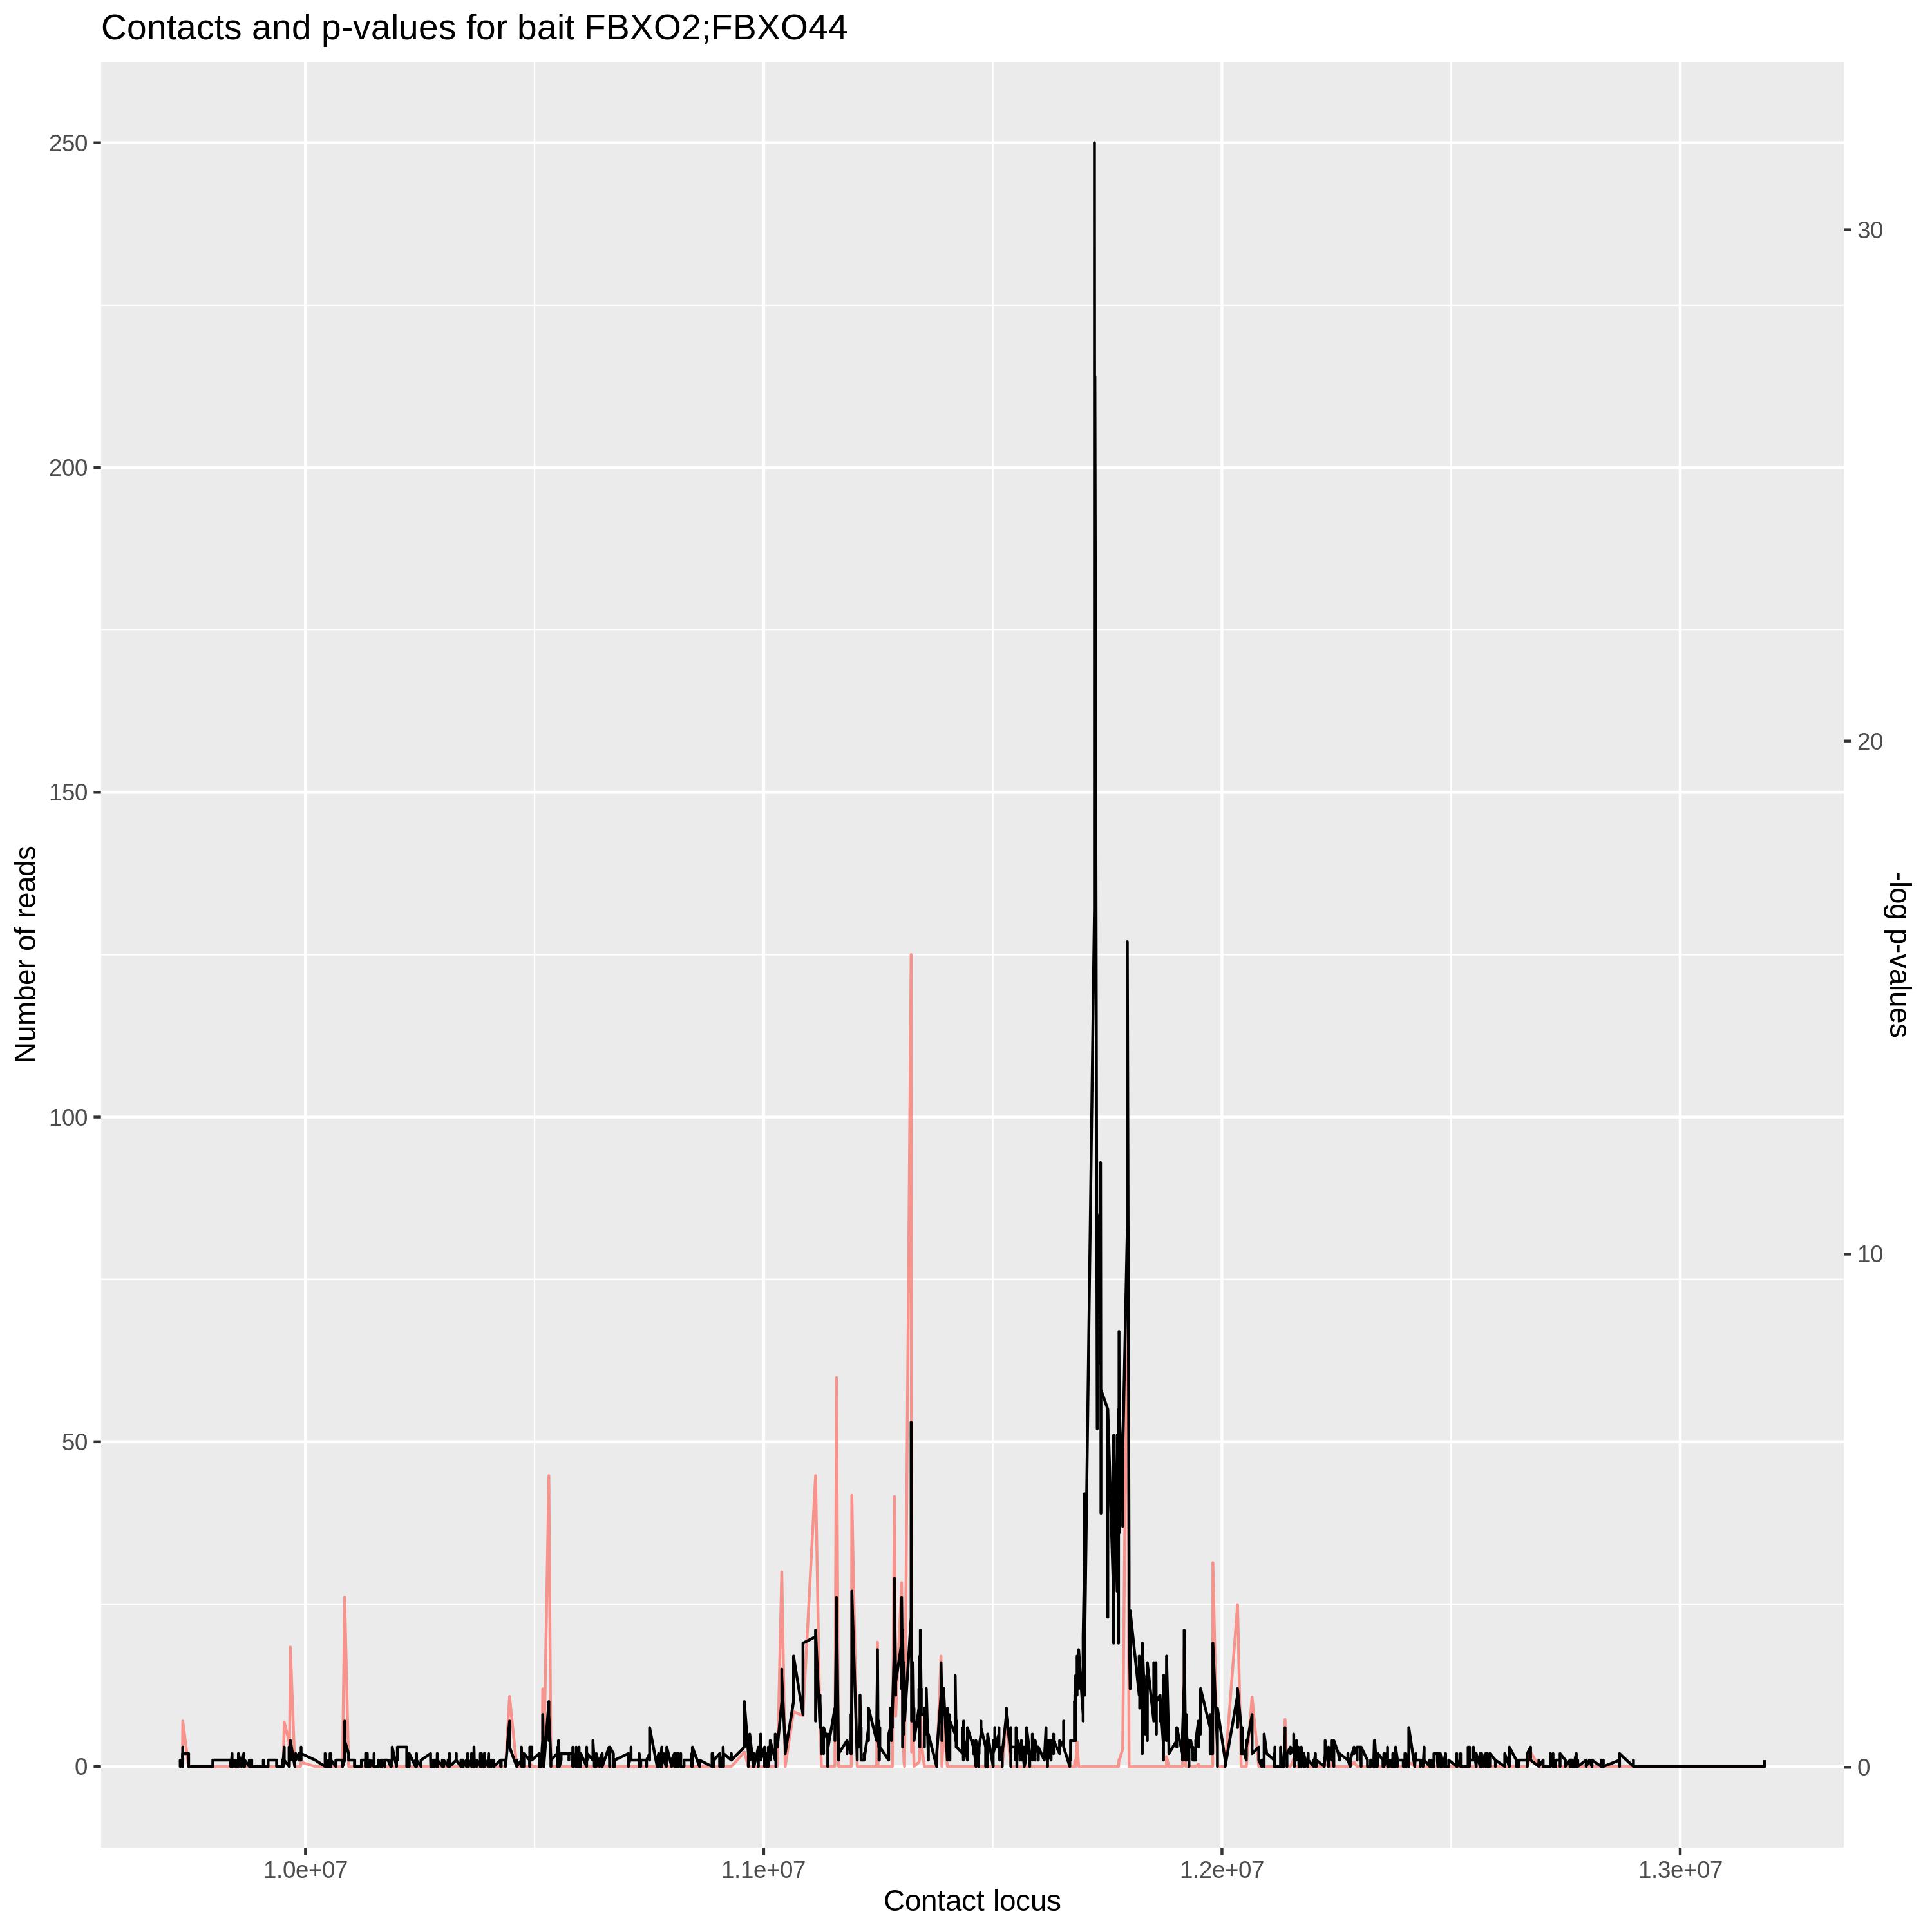 Contacts and p-values for bait FBXO2;FBXO44
250
200
150
100
50
0
30
20
10
0
Number of reads
-log p-values
1.0e+07
1.1e+07
1.2e+07
1.3e+07
Contact locus